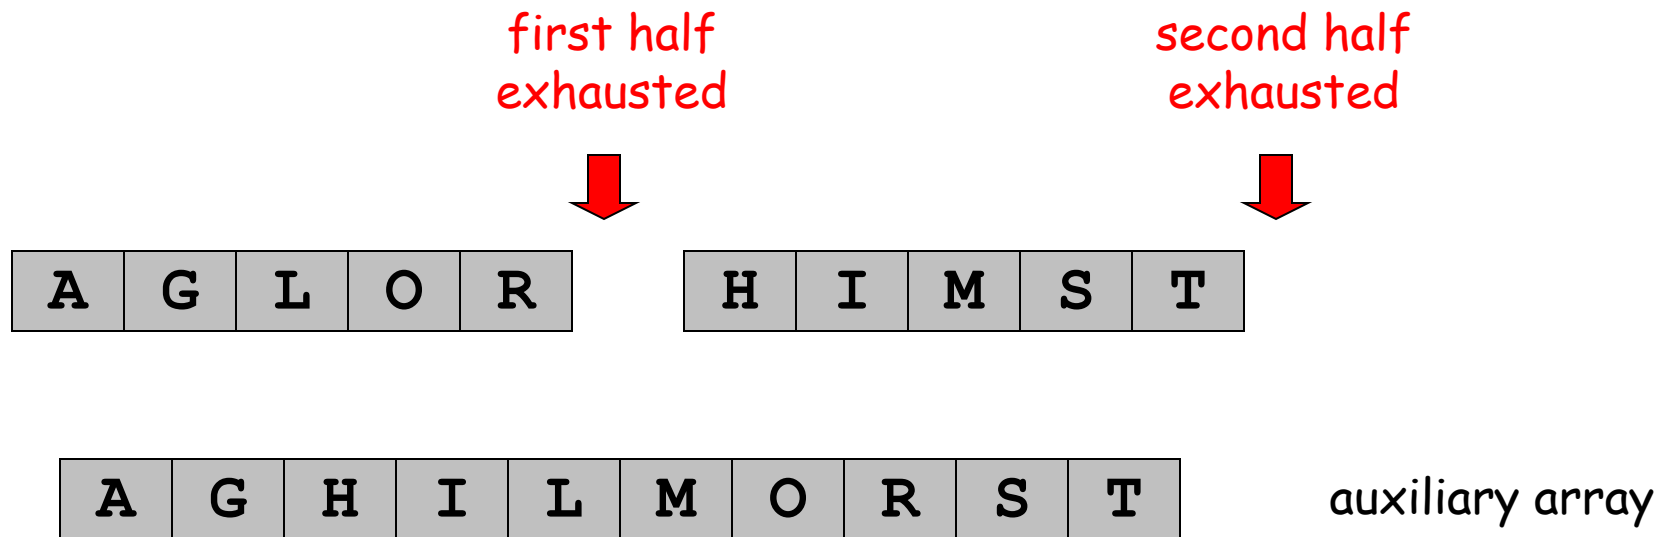 first half
exhausted
second half
exhausted
A G L O R
H I M S T
A G H I L M O R S T
auxiliary array